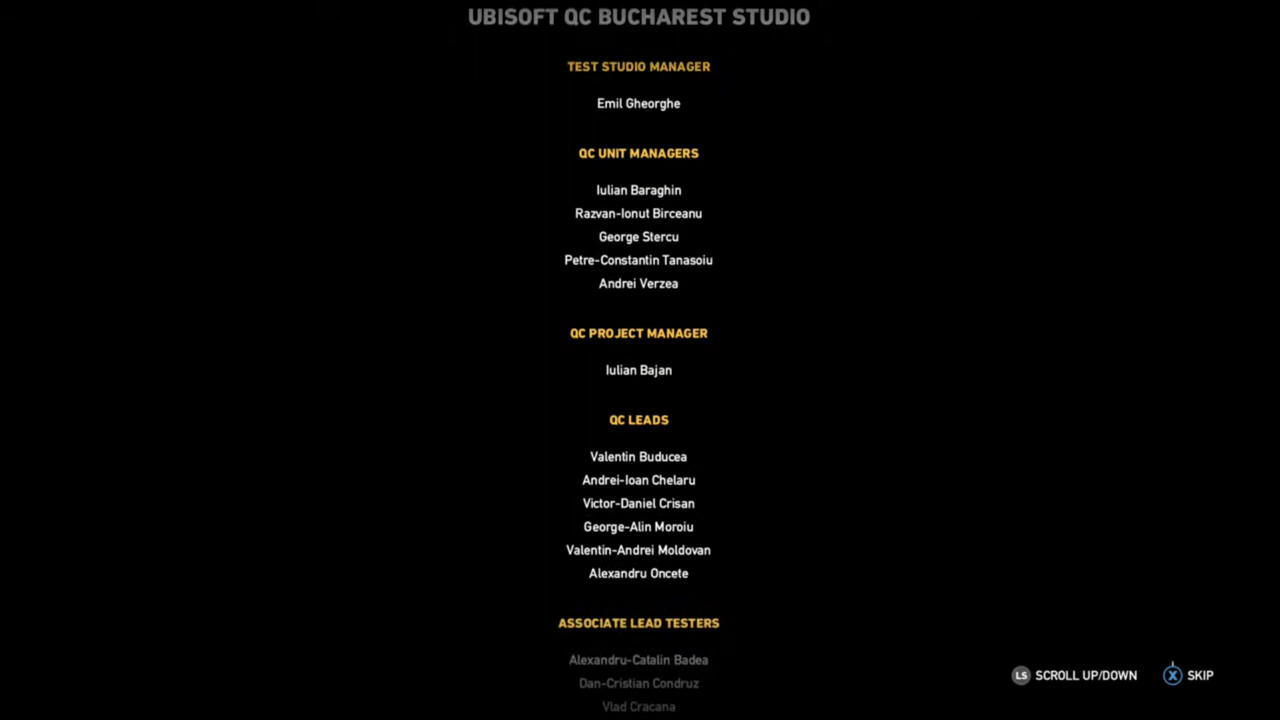 UBISOFT QC BUCHAREST STUDIO
TEST STUDIO MANAGER
Emil Gheorghe
QC UNIT MANAGERS
Iulian Baraghin
Razvan-Ionut Birceanu
George Stercu
Petre-Constantin Tanasoiu
Andrei Verzea
QC PROJECT MANAGER
Iulian Bajan
QC LEADS
Valentin Buducea
Andrei-Ioan Chelaru
Victor-Daniel Crisan
George-Alin Moroiu
Valentin-Andrei Moldovan
Alexandru Oncete
ASSOCIATE LEAD TESTERS
Alexandru-Catalin Badea
Dan-Cristian Condruz
Vlad Cracana
LS SCROLL UP/DOWN X SKIP